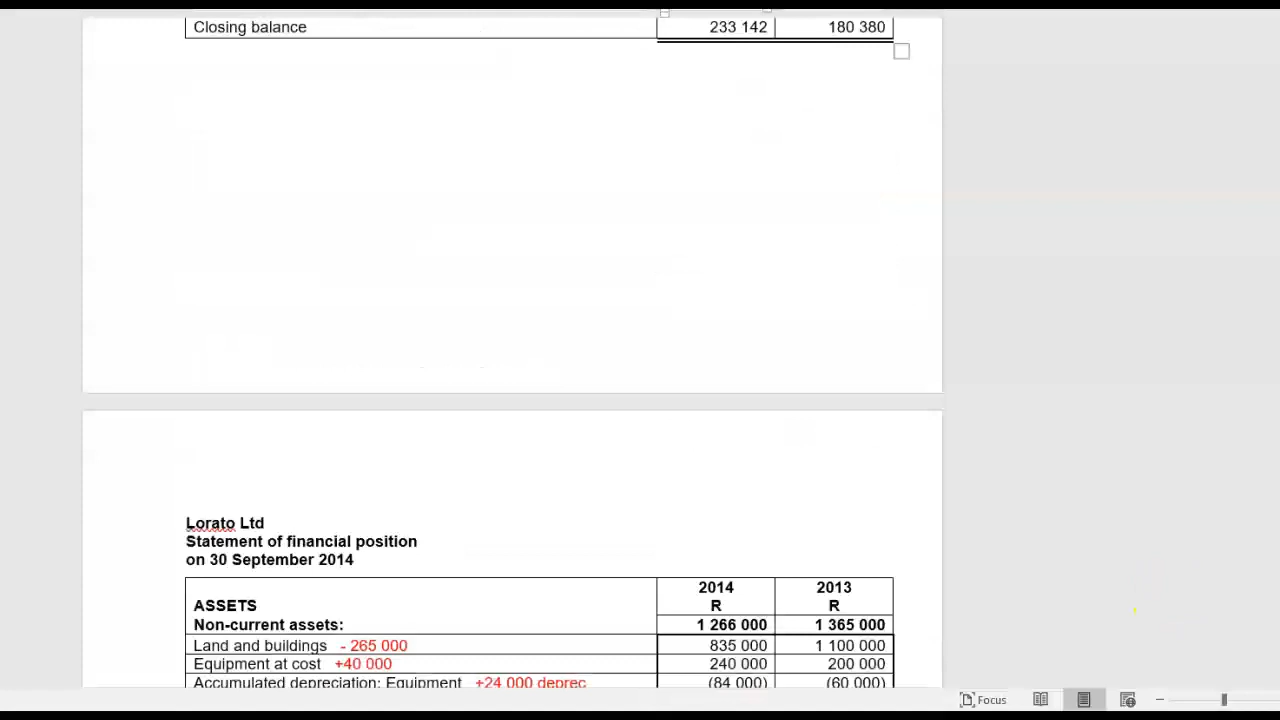 Closing balance 233 142 180 380
Lorato Ltd
Statement of financial position
on 30 September 2014
2014 2013
ASSETS R R
Non-current assets: 1 266 000 1 365 000
Land and buildings - 265 000 835 000 1 100 000
Equipment at cost +40 000 240 000 200 000
Accumulated depreciation: Equipment +24 000 deprec (84 000) (60 000)
Focus